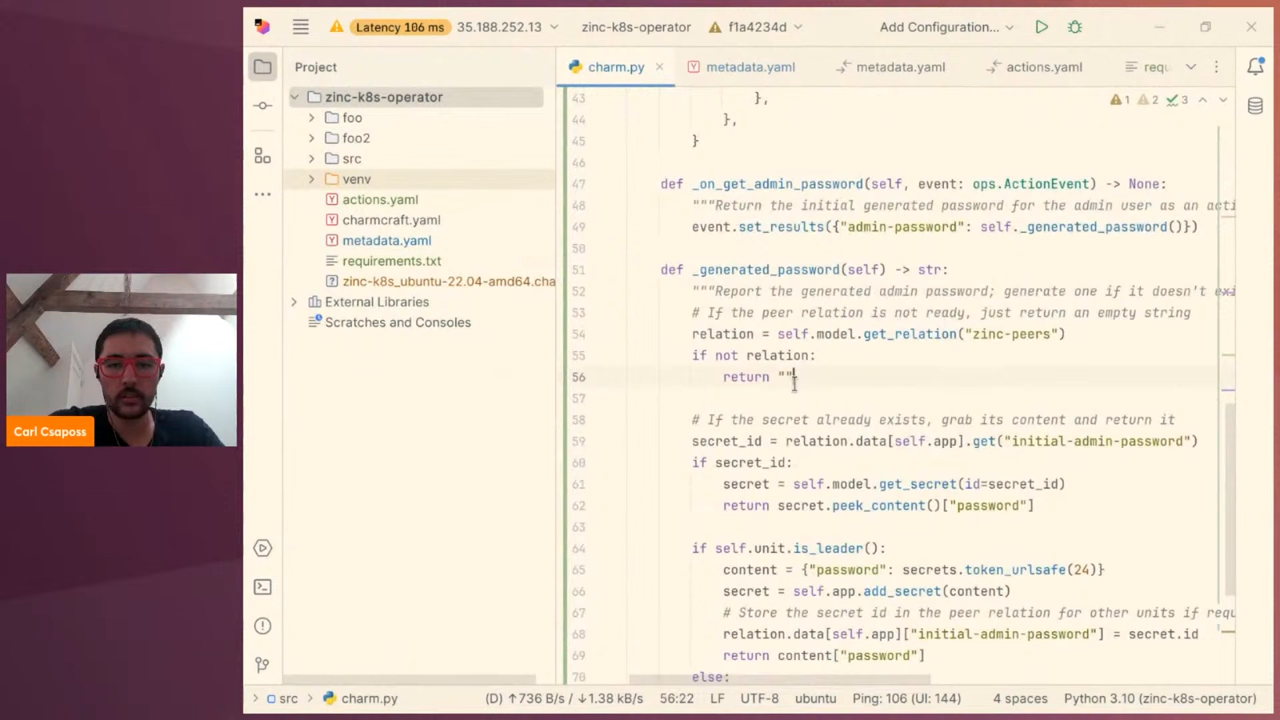 Latency 106 ms 35.188.252.13 zinc-k8s-operator f1a4234d Add Configuration...
Project
charm.py metadata.yaml metadata.yaml actions.yaml requ
zinc-k8s-operator
foo
foo2
src
venv
actions.yaml
charmcraft.yaml
metadata.yaml
requirements.txt
zinc-k8s_ubuntu-22.04-amd64.cha
External Libraries
Scratches and Consoles
1 2 3
43 },
44 },
45 }
46
47 def _on_get_admin_password(self, event: ops.ActionEvent) -> None:
48 """Return the initial generated password for the admin user as an acti
49 event.set_results({"admin-password": self._generated_password()})
50
51 def _generated_password(self) -> str:
52 """Report the generated admin password; generate one if it doesn't exi
53 # If the peer relation is not ready, just return an empty string
54 relation = self.model.get_relation("zinc-peers")
55 if not relation:
56 return ""
57
58 # If the secret already exists, grab its content and return it
59 secret_id = relation.data[self.app].get("initial-admin-password")
60 if secret_id:
61 secret = self.model.get_secret(id=secret_id)
62 return secret.peek_content()["password"]
63
64 if self.unit.is_leader():
65 content = {"password": secrets.token_urlsafe(24)}
66 secret = self.app.add_secret(content)
67 # Store the secret id in the peer relation for other units if requ
68 relation.data[self.app]["initial-admin-password"] = secret.id
69 return content["password"]
70 else:
Carl Csaposs
src charm.py (D) ↑736 B/s / ↓1.38 kB/s 56:22 LF UTF-8 ubuntu Ping: 106 (UI: 144) 4 spaces Python 3.10 (zinc-k8s-operator)